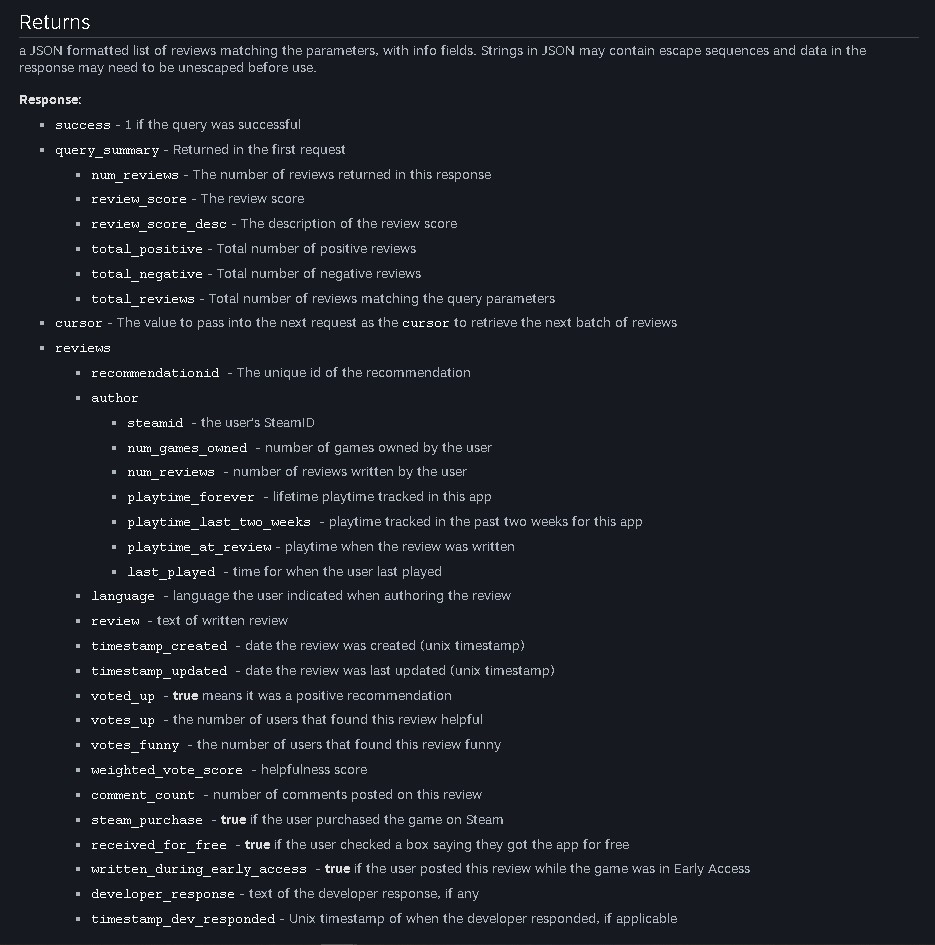 Returns
a JSON formatted list of reviews matching the parameters, with info fields. Strings in JSON may contain escape sequences and data in the
response may need to be unescaped before use.
Response:
success - 1 if the query was successful
query_summary - Returned in the first request
num_reviews - The number of reviews returned in this response
review_score - The review score
review_score_desc - The description of the review score
total_positive - Total number of positive reviews
total_negative - Total number of negative reviews
total_reviews - Total number of reviews matching the query parameters
cursor - The value to pass into the next request as the cursor to retrieve the next batch of reviews
reviews
recommendationid - The unique id of the recommendation
author
steamid - the user's SteamID
num_games_owned - number of games owned by the user
num_reviews - number of reviews written by the user
playtime_forever - lifetime playtime tracked in this app
playtime_last_two_weeks - playtime tracked in the past two weeks for this app
playtime_at_review - playtime when the review was written
last_played - time for when the user last played
language - language the user indicated when authoring the review
review - text of written review
timestamp_created - date the review was created (unix timestamp)
timestamp_updated - date the review was last updated (unix timestamp)
voted_up - true means it was a positive recommendation
votes_up - the number of users that found this review helpful
votes_funny - the number of users that found this review funny
weighted_vote_score - helpfulness score
comment_count - number of comments posted on this review
steam_purchase - true if the user purchased the game on Steam
received_for_free - true if the user checked a box saying they got the app for free
written_during_early_access - true if the user posted this review while the game was in Early Access
developer_response - text of the developer response, if any
timestamp_dev_responded - Unix timestamp of when the developer responded, if applicable